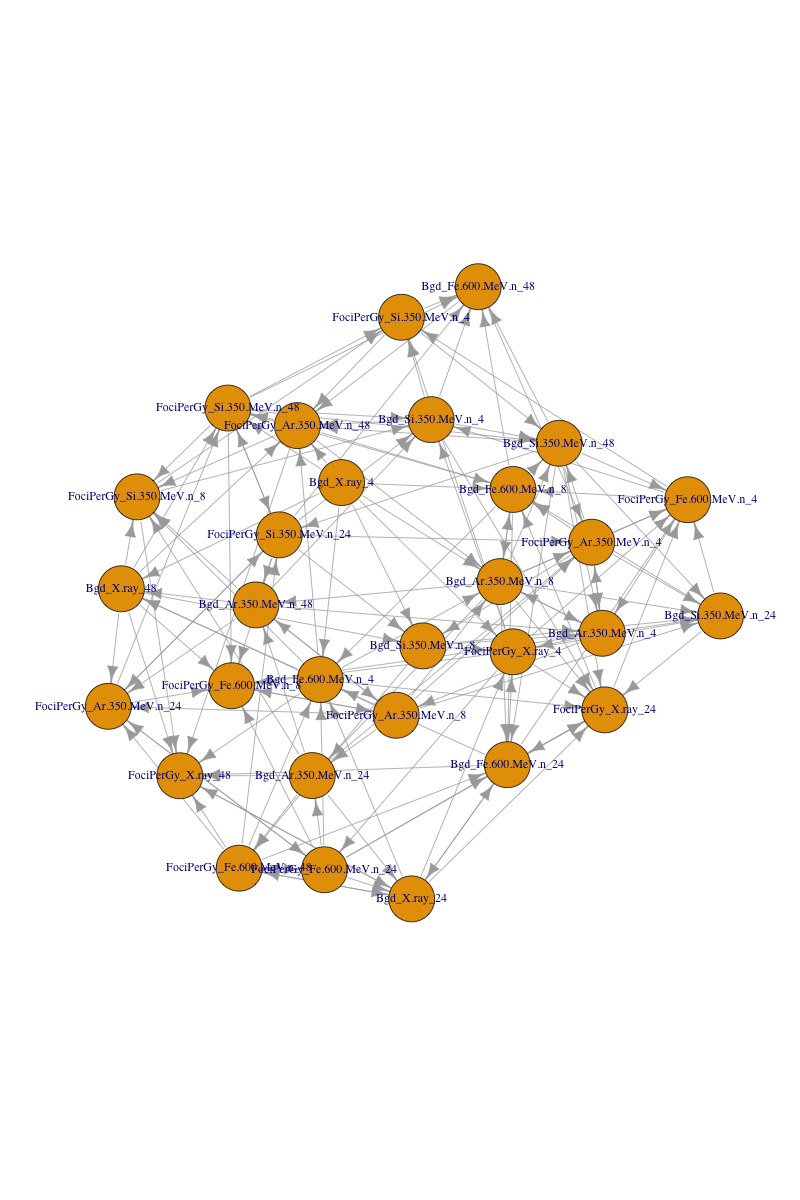 Bgd_Fe.600.MeV.n_48
FociPerGy_Si.350.MeV.n_4
FociPerGy_Si.350.MeV.n_48
FociPerGy_Ar.350.MeV.n_48
Bgd_Si.350.MeV.n_4
Bgd_Si.350.MeV.n_48
Bgd_X.ray_4
Bgd_Fe.600.MeV.n_8
FociPerGy_Si.350.MeV.n_8
FociPerGy_Fe.600.MeV.n_4
FociPerGy_Si.350.MeV.n_24
FociPerGy_Ar.350.MeV.n_4
Bgd_Ar.350.MeV.n_8
Bgd_X.ray_48
Bgd_Ar.350.MeV.n_48
Bgd_Si.350.MeV.n_24
Bgd_Ar.350.MeV.n_4
Bgd_Si.350.MeV.n_8
FociPerGy_X.ray_4
Bgd_Fe.600.MeV.n_4
FociPerGy_Fe.600.MeV.n_8
FociPerGy_Ar.350.MeV.n_24
FociPerGy_X.ray_24
FociPerGy_Ar.350.MeV.n_8
Bgd_Fe.600.MeV.n_24
FociPerGy_X.ray_48
Bgd_Ar.350.MeV.n_24
FociPerGy_Fe.600.MeV.n_48
FociPerGy_Fe.600.MeV.n_24
Bgd_X.ray_24